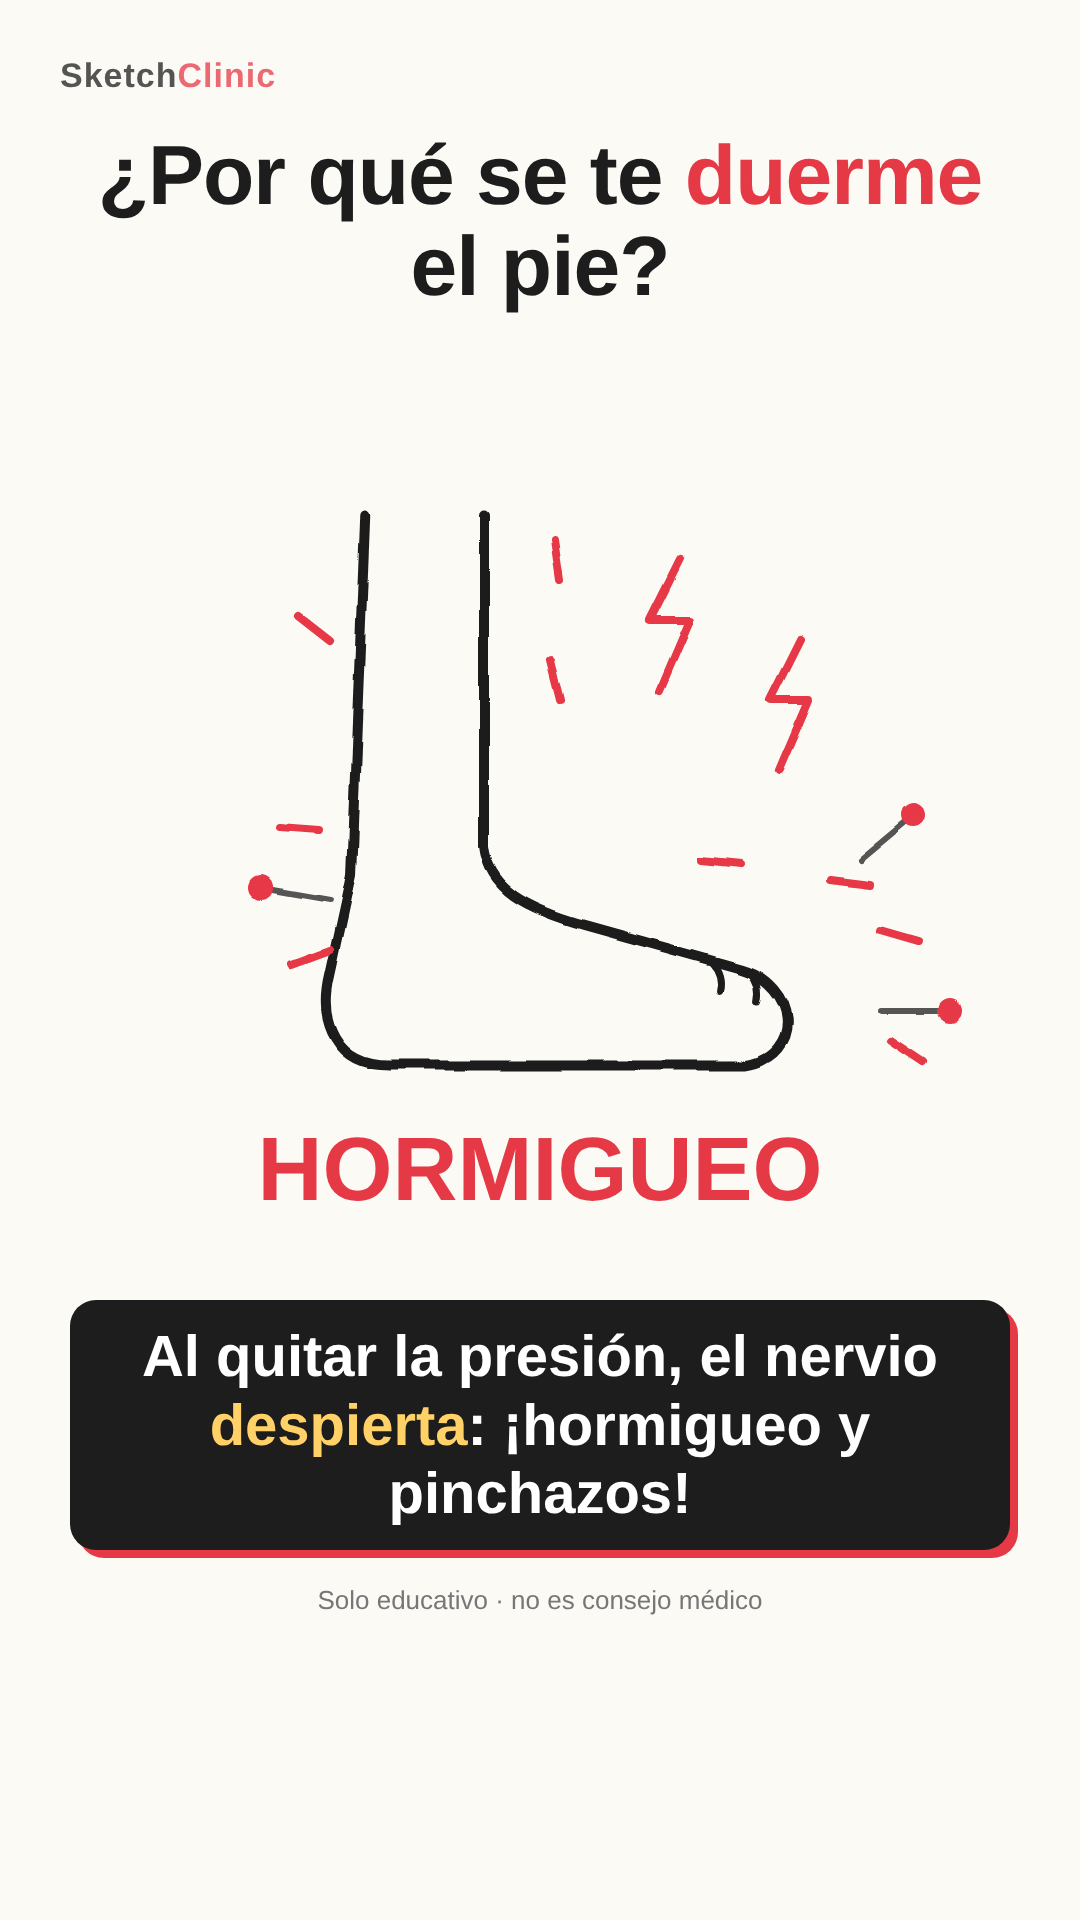 SketchClinic
¿Por qué se te duerme
el pie?
HORMIGUEO
Al quitar la presión, el nervio
despierta: ¡hormigueo y
pinchazos!
Solo educativo · no es consejo médico